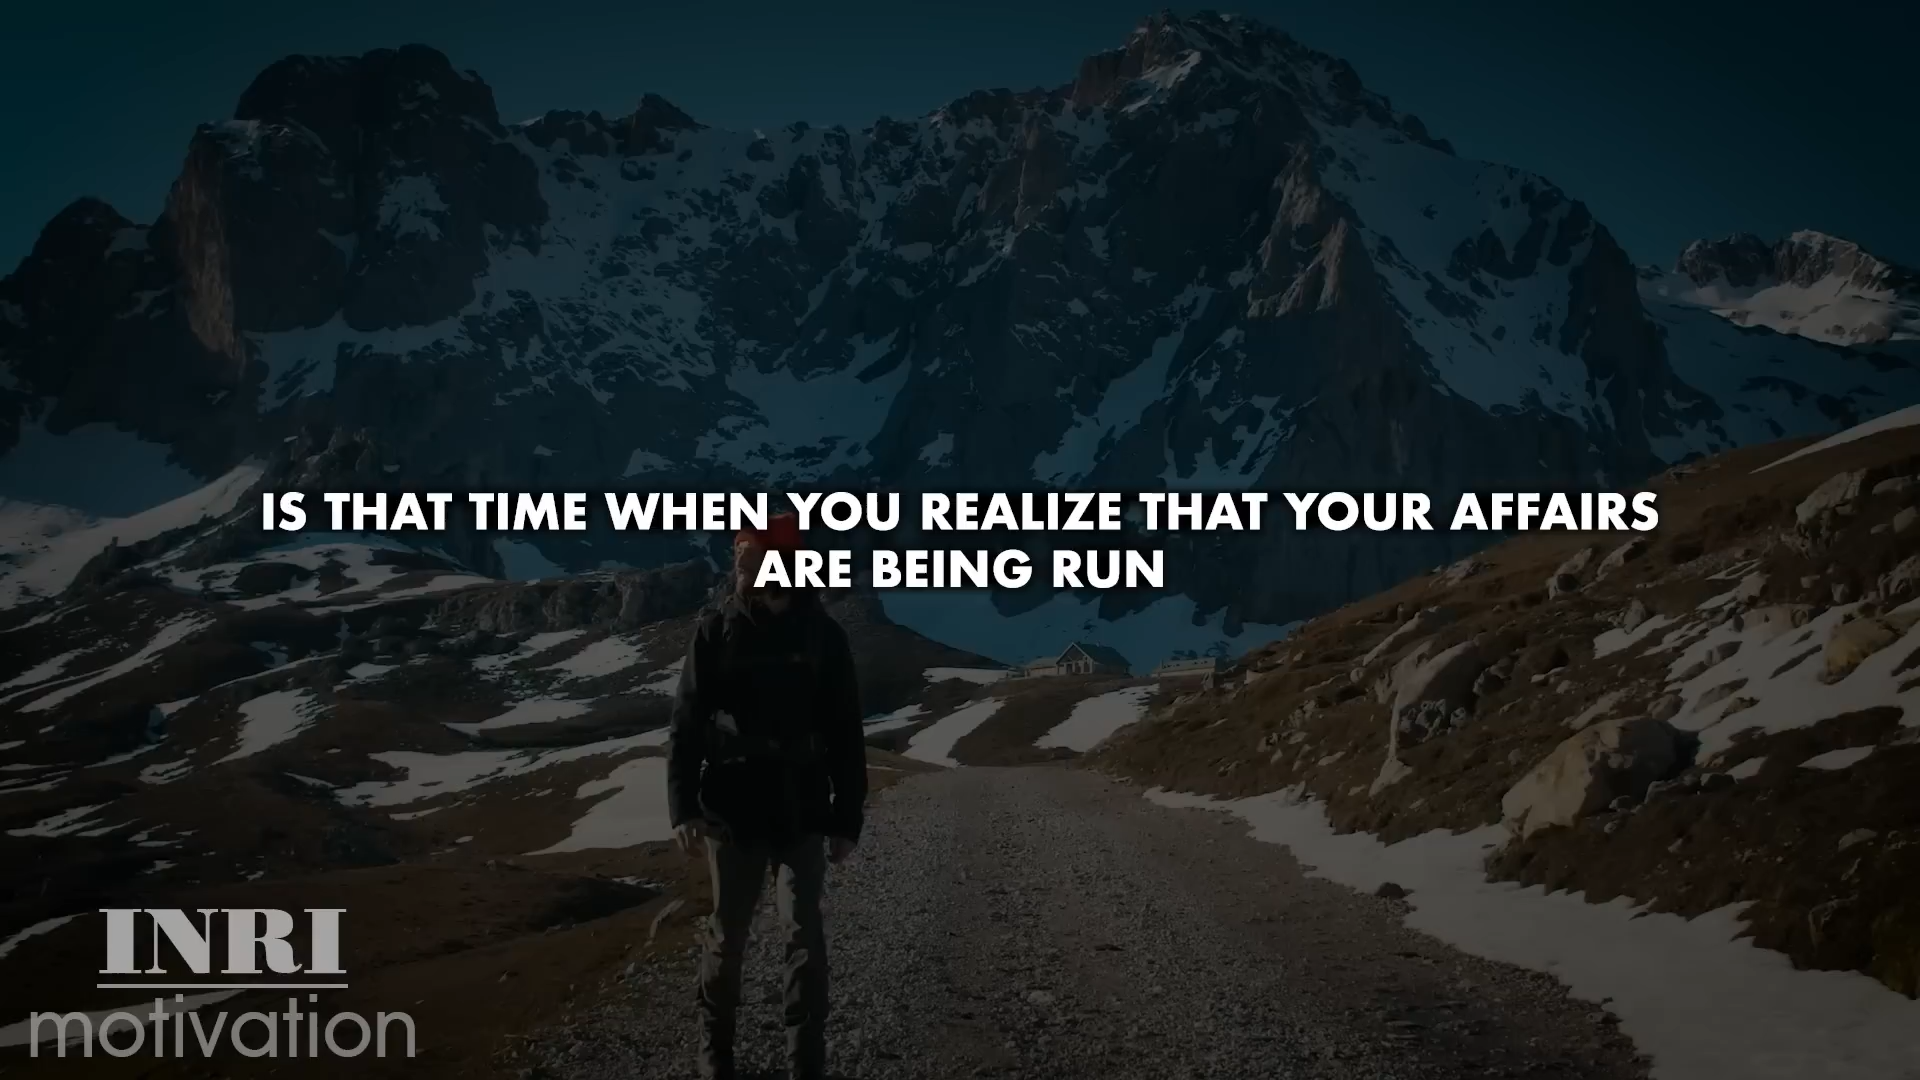 IS THAT TIME WHEN YOU REALIZE THAT YOUR AFFAIRS
ARE BEING RUN
INRI
motivation